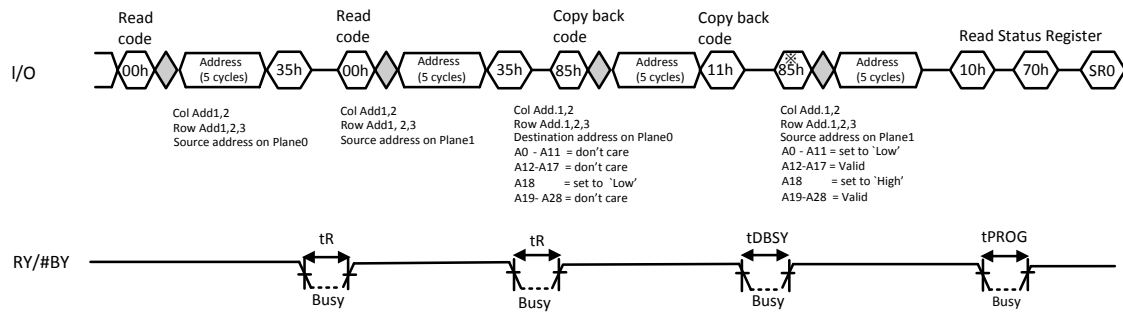 Read
code
Read
code
Copy back
code
Copy back
code
Read Status Register
I/O
00h
Address
(5 cycles)
35h
00h
Address
(5 cycles)
35h
85h
Address
(5 cycles)
11h
※
85h
Address
(5 cycles)
10h
70h
SR0
Col Add1,2
Row Add1,2,3
Source address on Plane0
Col Add1,2
Row Add1, 2,3
Source address on Plane1
Col Add.1,2
Row Add.1,2,3
Destination address on Plane0
A0 - A11 = don't care
A12-A17 = don't care
A18 = set to `Low'
A19- A28 = don't care
Col Add.1,2
Row Add.1,2,3
Source address on Plane1
A0 - A11 = set to `Low'
A12-A17 = Valid
A18 = set to `High'
A19-A28 = Valid
RY/#BY
tR
Busy
tR
Busy
tDBSY
Busy
tPROG
Busy